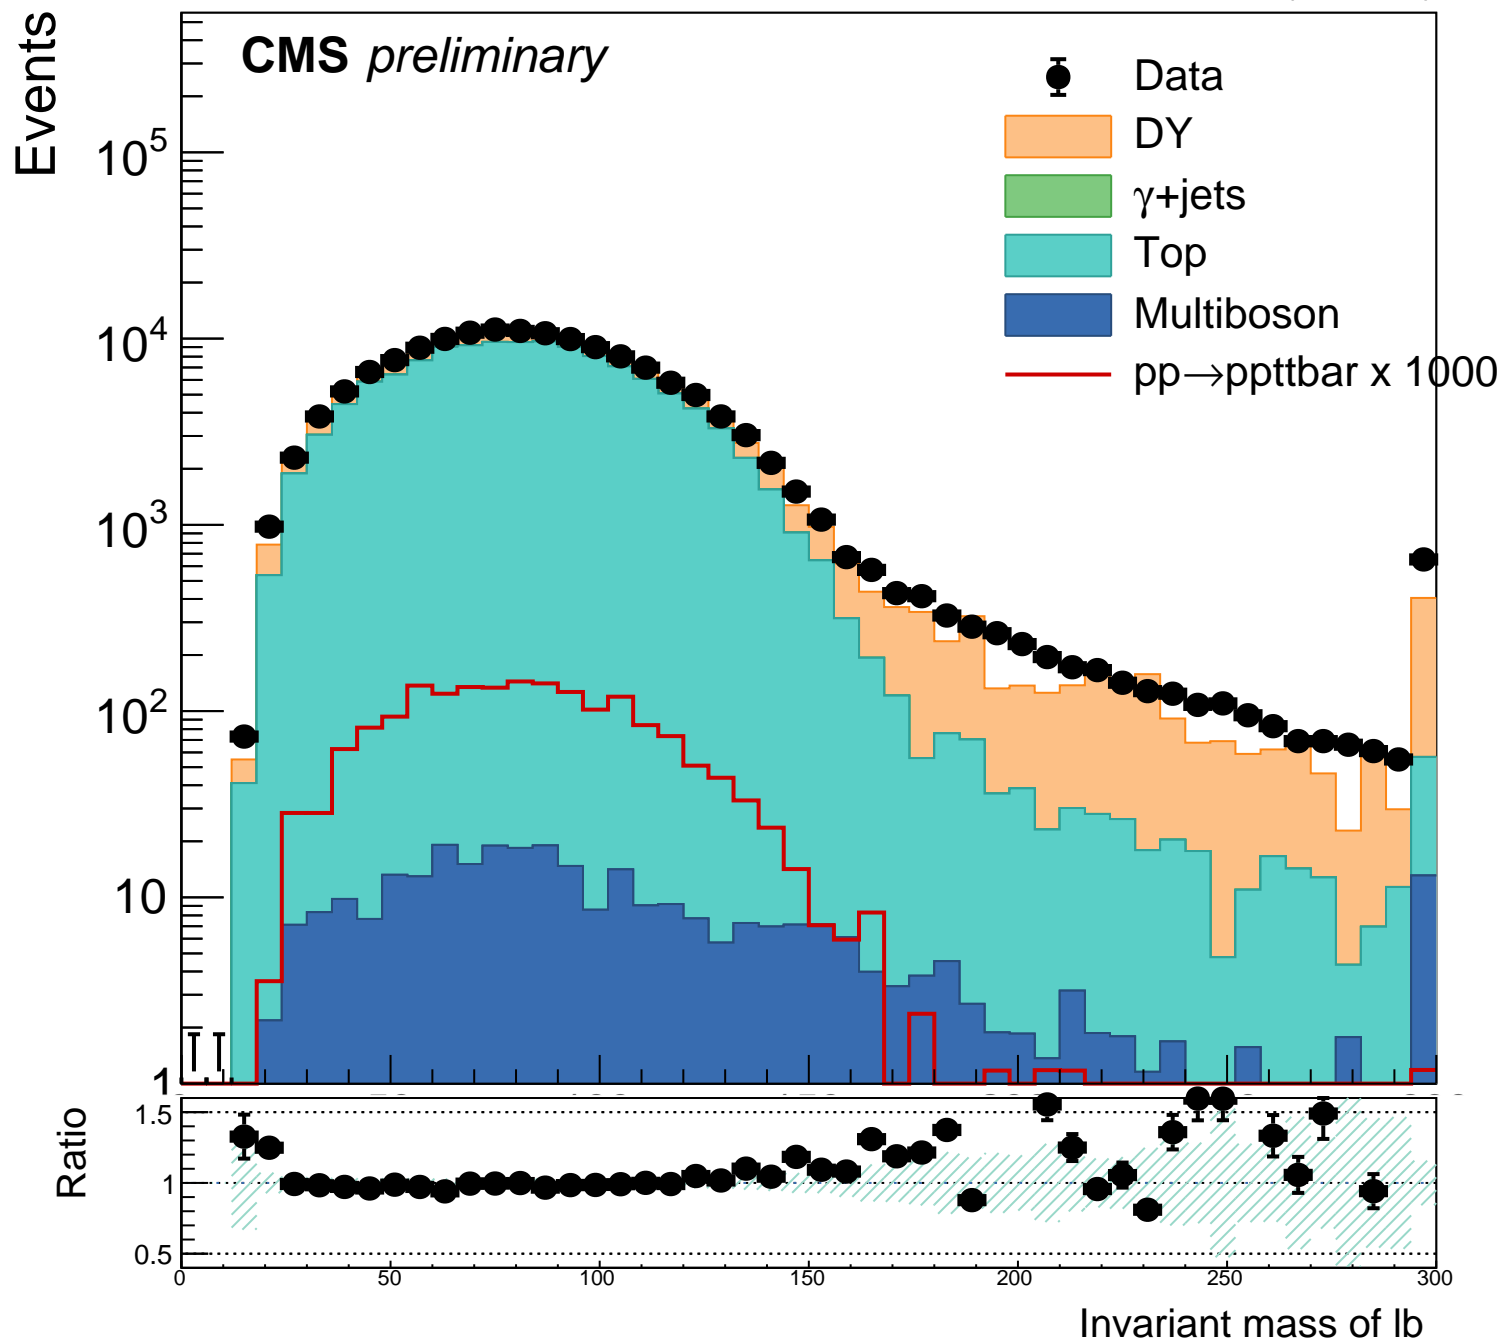 CMS preliminary
Events
Data
DY
γ+jets
Top
Multiboson
pp→ppttbar x 1000
10^5
10^4
10^3
10^2
10
1
Ratio
1.5
1
0.5
0 50 100 150 200 250 300
Invariant mass of lb